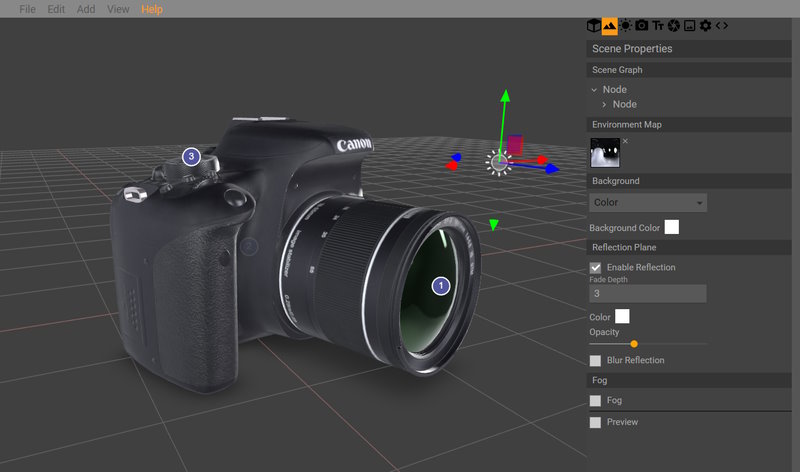 File Edit Add View Help
Scene Properties
Scene Graph
Node
Node
Environment Map
Background
Color
Background Color
Reflection Plane
Enable Reflection
Fade Depth
3
Color
Opacity
Blur Reflection
Fog
Fog
Preview
Canon
3
2
1
image stabilizer